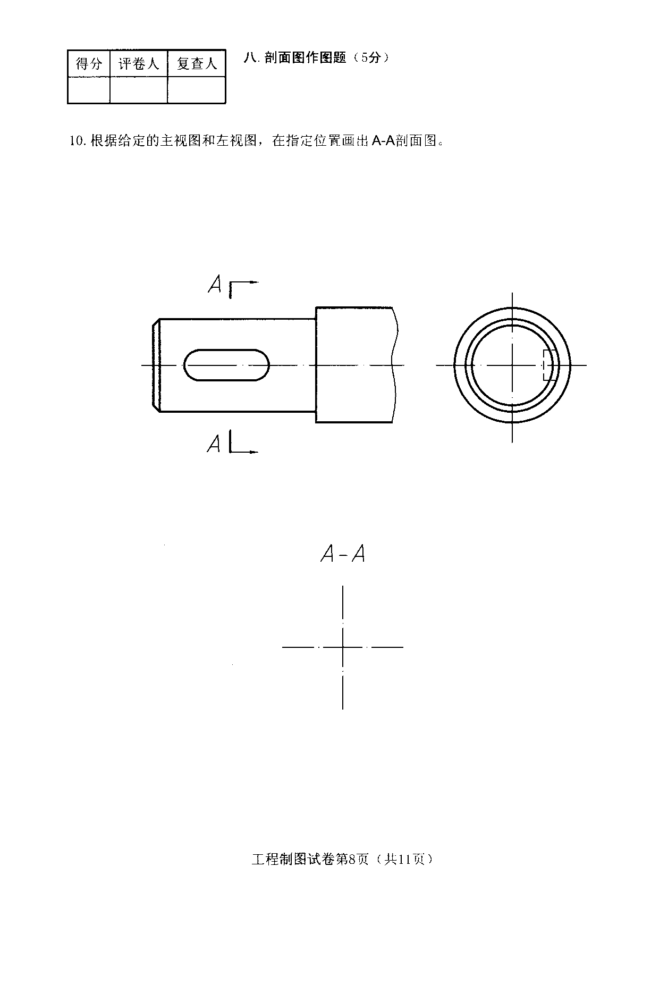 得分 评卷人 复查人
八. 剖面图作图题（5分）
10. 根据给定的主视图和左视图，在指定位置画出 A-A剖面图。
A
A
A-A
工程制图试卷第8页（共11页）